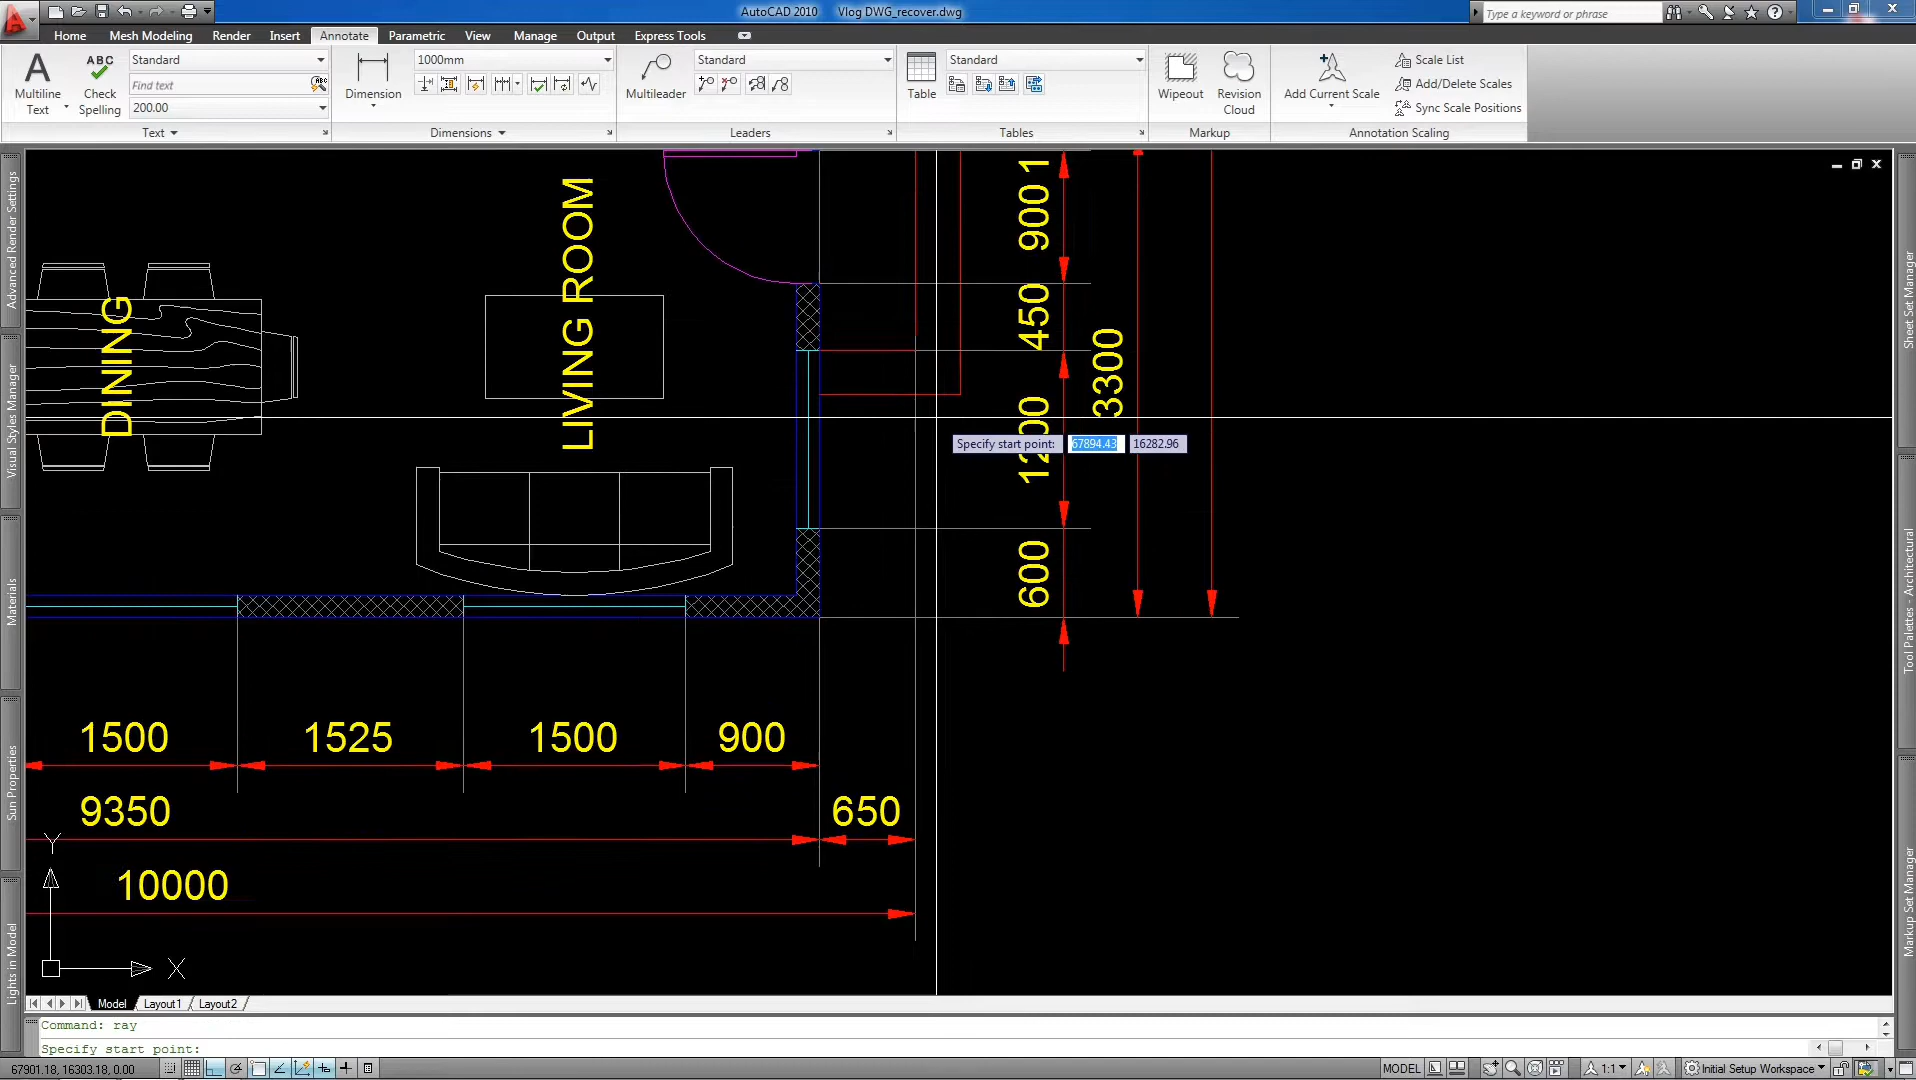 AutoCAD 2010 Vlog DWG_recover.dwg
Type a keyword or phrase
Home Mesh Modeling Render Insert Annotate Parametric View Manage Output Express Tools
A
Multiline
Text
ABC
Check
Spelling
Standard
Find text
200.00
Text
Dimension
1000mm
Dimensions
Multileader
Standard
Leaders
Table
Standard
Tables
Wipeout
Revision
Cloud
Markup
Add Current Scale
Scale List
Add/Delete Scales
Sync Scale Positions
Annotation Scaling
Advanced Render Settings
Visual Styles Manager
Materials
Sun Properties
Lights in Model
Sheet Set Manager
Tool Palettes - Architectural
Markup Set Manager
DINING
LIVING ROOM
1
900
450
1200
600
3300
Specify start point: 67894.43 16282.96
1500 1525 1500 900
9350 650
10000
Y
X
Model Layout1 Layout2
Command: ray
Specify start point:
67901.18, 16303.18, 0.00
MODEL 1:1 Initial Setup Workspace